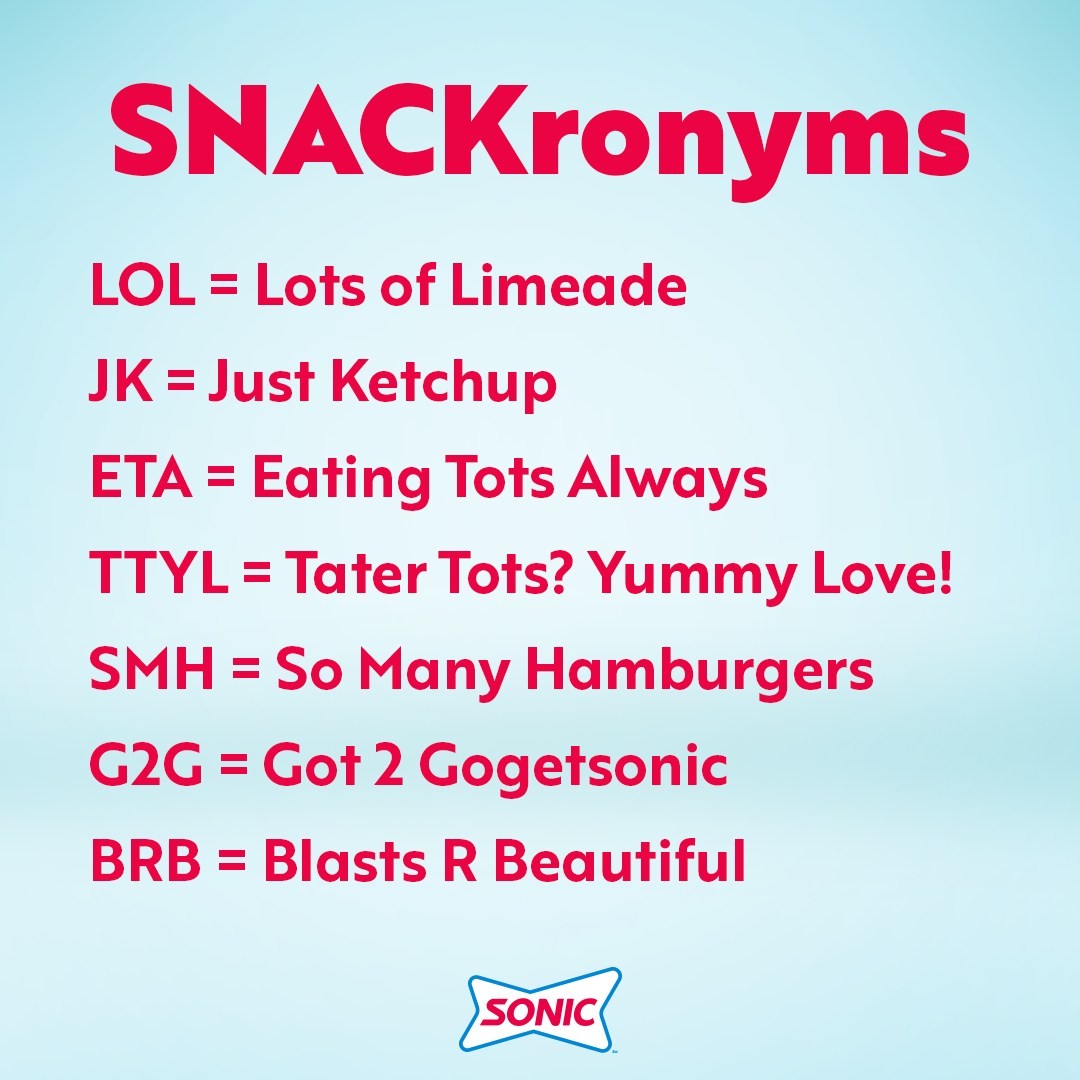 SNACKronyms
LOL = Lots of Limeade
JK = Just Ketchup
ETA = Eating Tots Always
TTYL = Tater Tots? Yummy Love!
SMH = So Many Hamburgers
G2G = Got 2 Gogetsonic
BRB = Blasts R Beautiful
SONIC